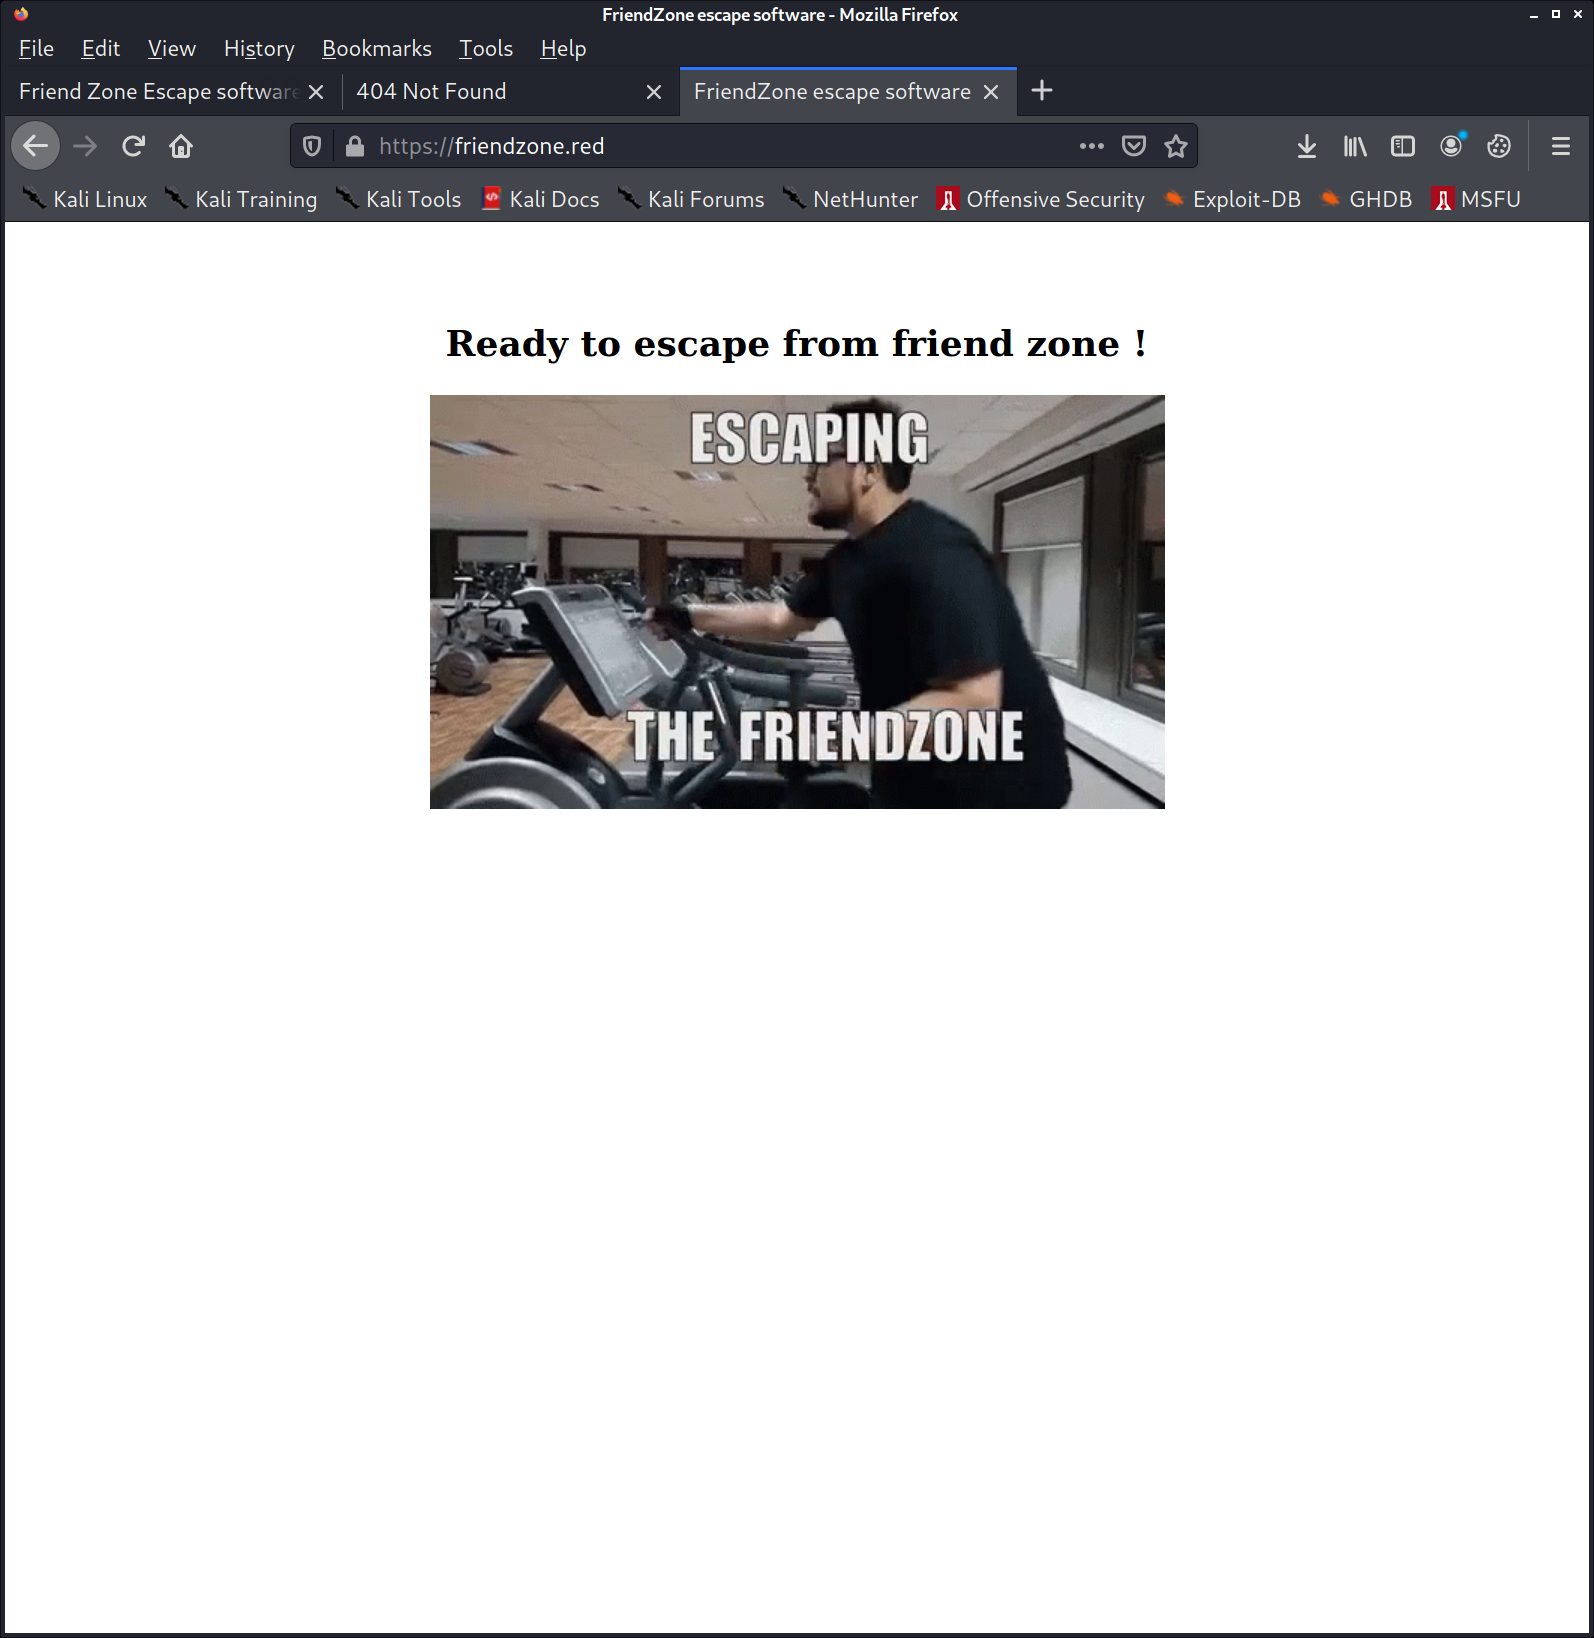 FriendZone escape software - Mozilla Firefox
File Edit View History Bookmarks Tools Help
Friend Zone Escape software 404 Not Found FriendZone escape software
https://friendzone.red
Kali Linux Kali Training Kali Tools Kali Docs Kali Forums NetHunter Offensive Security Exploit-DB GHDB MSFU
Ready to escape from friend zone !
ESCAPING
THE FRIENDZONE